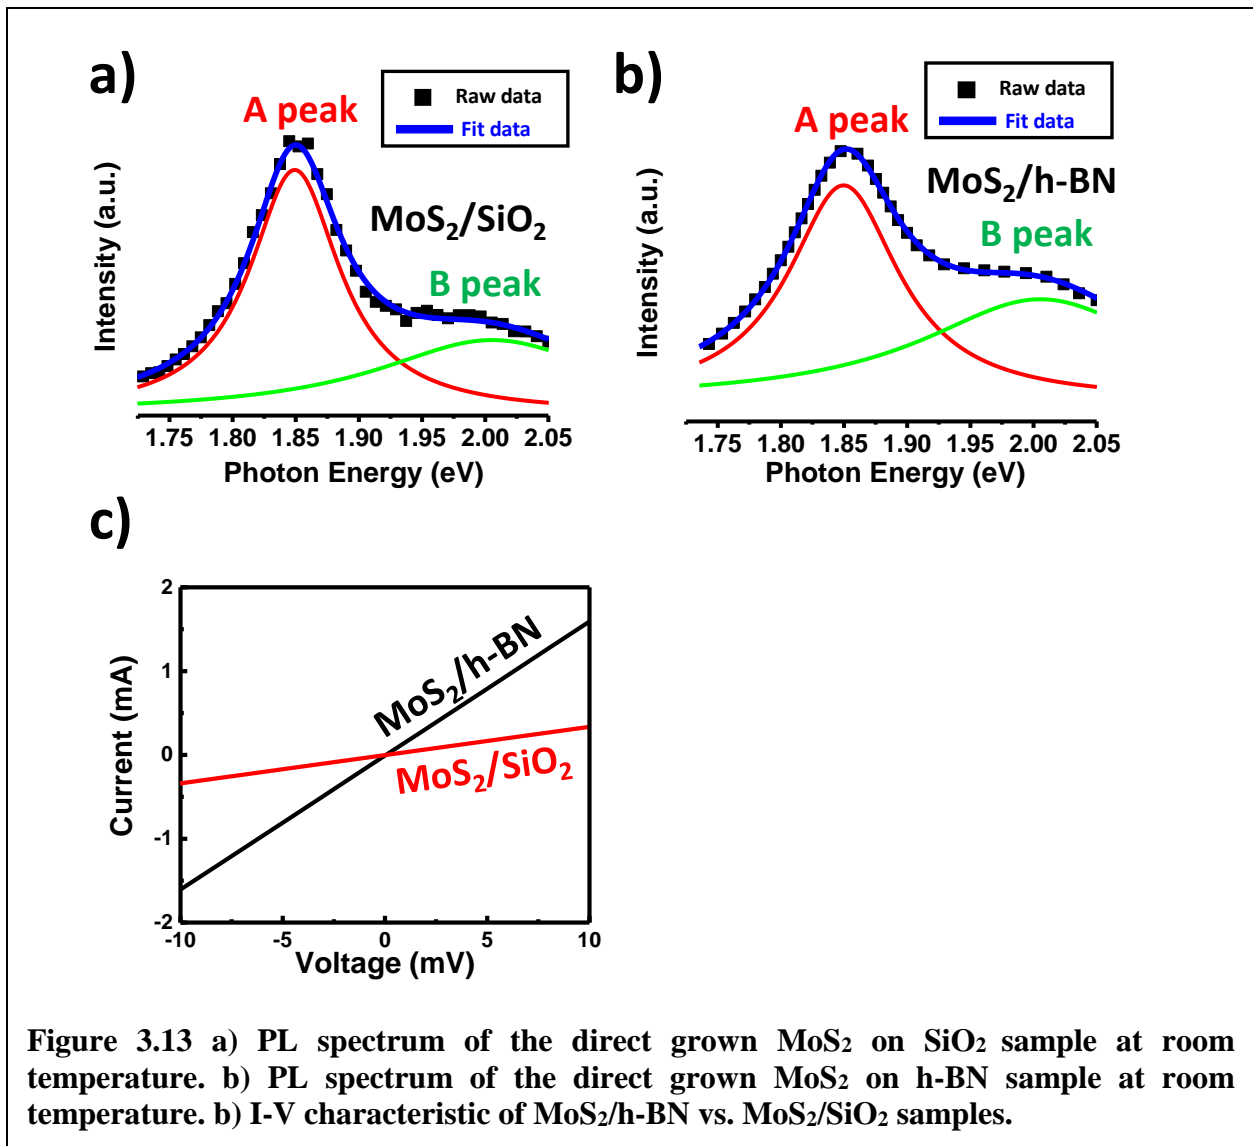 a)
Raw data
Fit data
A peak
MoS₂/SiO₂
B peak
Intensity (a.u.)
1.75 1.80 1.85 1.90 1.95 2.00 2.05
Photon Energy (eV)
b)
Raw data
Fit data
A peak
MoS₂/h-BN
B peak
Intensity (a.u.)
1.75 1.80 1.85 1.90 1.95 2.00 2.05
Photon Energy (eV)
c)
2
1
0
-1
-2
Current (mA)
MoS₂/h-BN
MoS₂/SiO₂
-10 -5 0 5 10
Voltage (mV)
Figure 3.13 a) PL spectrum of the direct grown MoS₂ on SiO₂ sample at room
temperature. b) PL spectrum of the direct grown MoS₂ on h-BN sample at room
temperature. b) I-V characteristic of MoS₂/h-BN vs. MoS₂/SiO₂ samples.